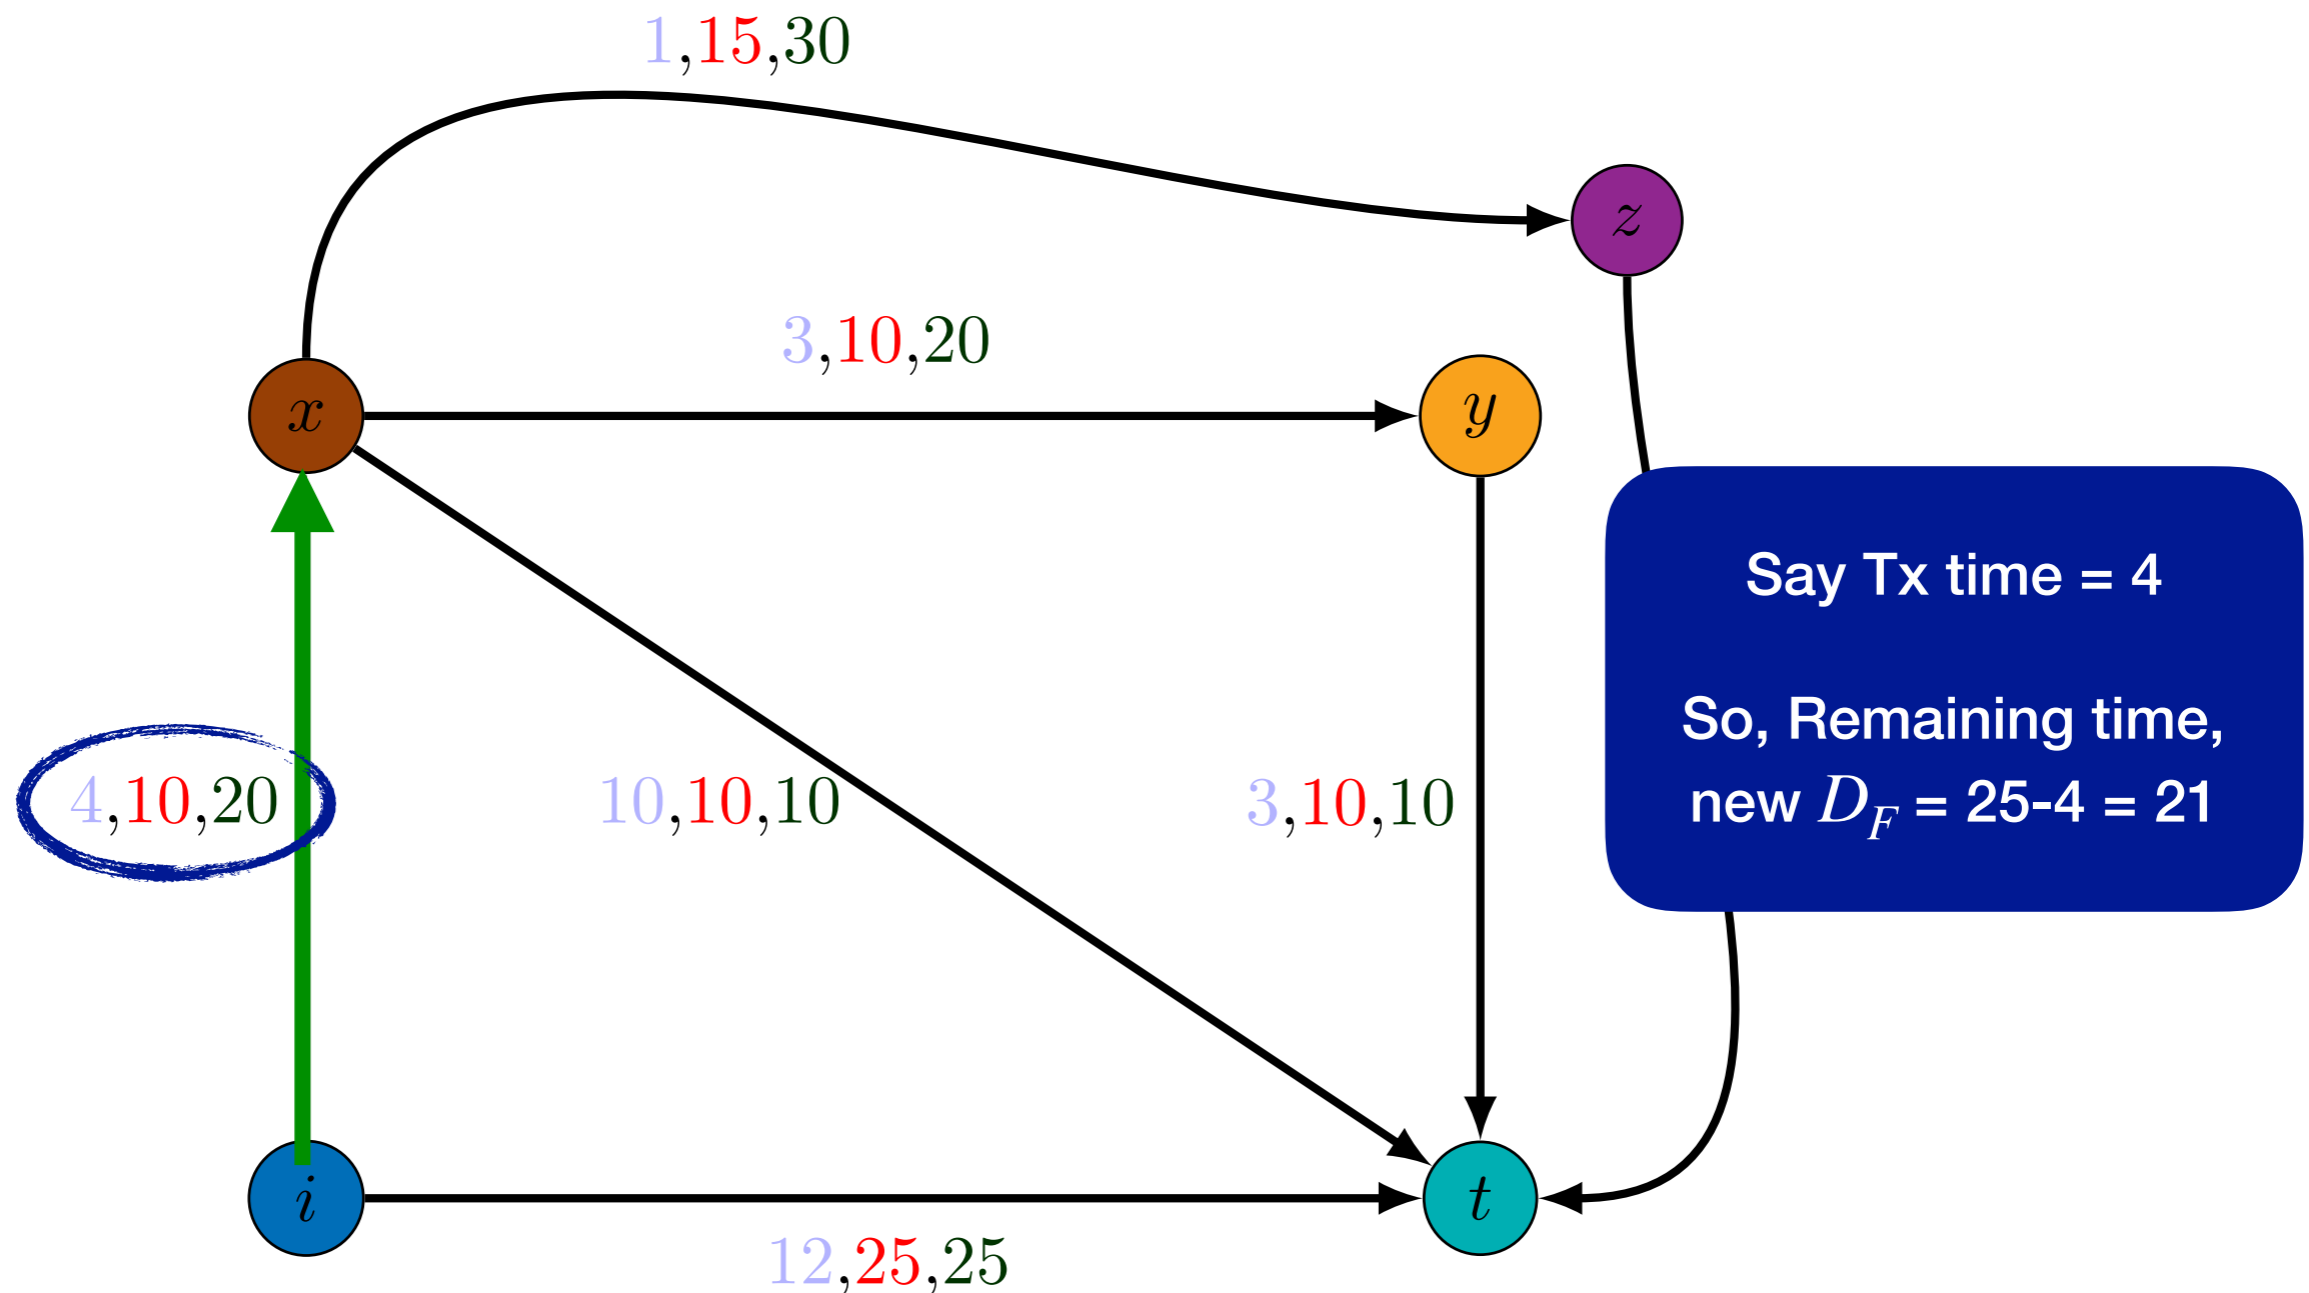 1,15,30
z
3,10,20
x
y
Say Tx time = 4
So, Remaining time,
new D_F = 25-4 = 21
4,10,20
10,10,10
3,10,10
i
t
12,25,25